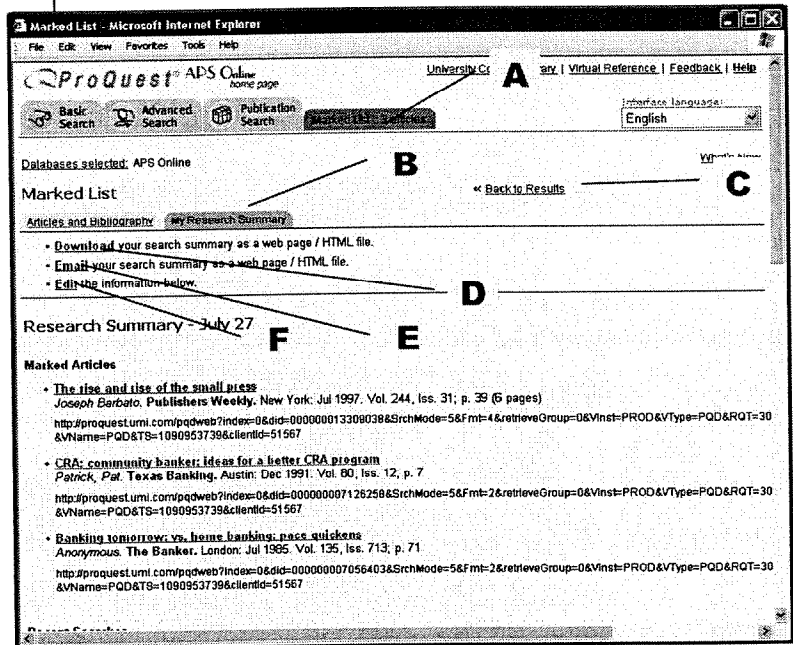 Marked List - Microsoft Internet Explorer
File Edit View Favorites Tools Help
ProQuest® APS Online
home page
University Co ary | Virtual Reference | Feedback | Help
A
Basic Search
Advanced Search
Publication Search
Interface language:
English
Databases selected: APS Online
B
What's New
Marked List
« Back to Results
C
Articles and Bibliography My Research Summary
• Download your search summary as a web page / HTML file.
• Email your search summary as a web page / HTML file.
• Edit the information below.
D
Research Summary - July 27
F
E
Marked Articles
• The rise and rise of the small press
Joseph Barbato. Publishers Weekly. New York: Jul 1997. Vol. 244, Iss. 31; p. 39 (6 pages)
http://proquest.umi.com/pqdweb?index=0&did=000000013309038&SrchMode=5&Fmt=4&retrieveGroup=0&VInst=PROD&VType=PQD&RQT=30
&VName=PQD&TS=1090953739&clientId=51567
• CRA: community banker: ideas for a better CRA program
Patrick, Pat. Texas Banking. Austin: Dec 1991. Vol. 80, Iss. 12, p. 7
http://proquest.umi.com/pqdweb?index=0&did=000000007126258&SrchMode=5&Fmt=2&retrieveGroup=0&VInst=PROD&VType=PQD&RQT=30
&VName=PQD&TS=1090953739&clientId=51567
• Banking tomorrow: vs. home banking: pace quickens
Anonymous. The Banker. London: Jul 1985. Vol. 135, Iss. 713; p. 71
http://proquest.umi.com/pqdweb?index=0&did=000000007056403&SrchMode=5&Fmt=2&retrieveGroup=0&VInst=PROD&VType=PQD&RQT=30
&VName=PQD&TS=1090953739&clientId=51567